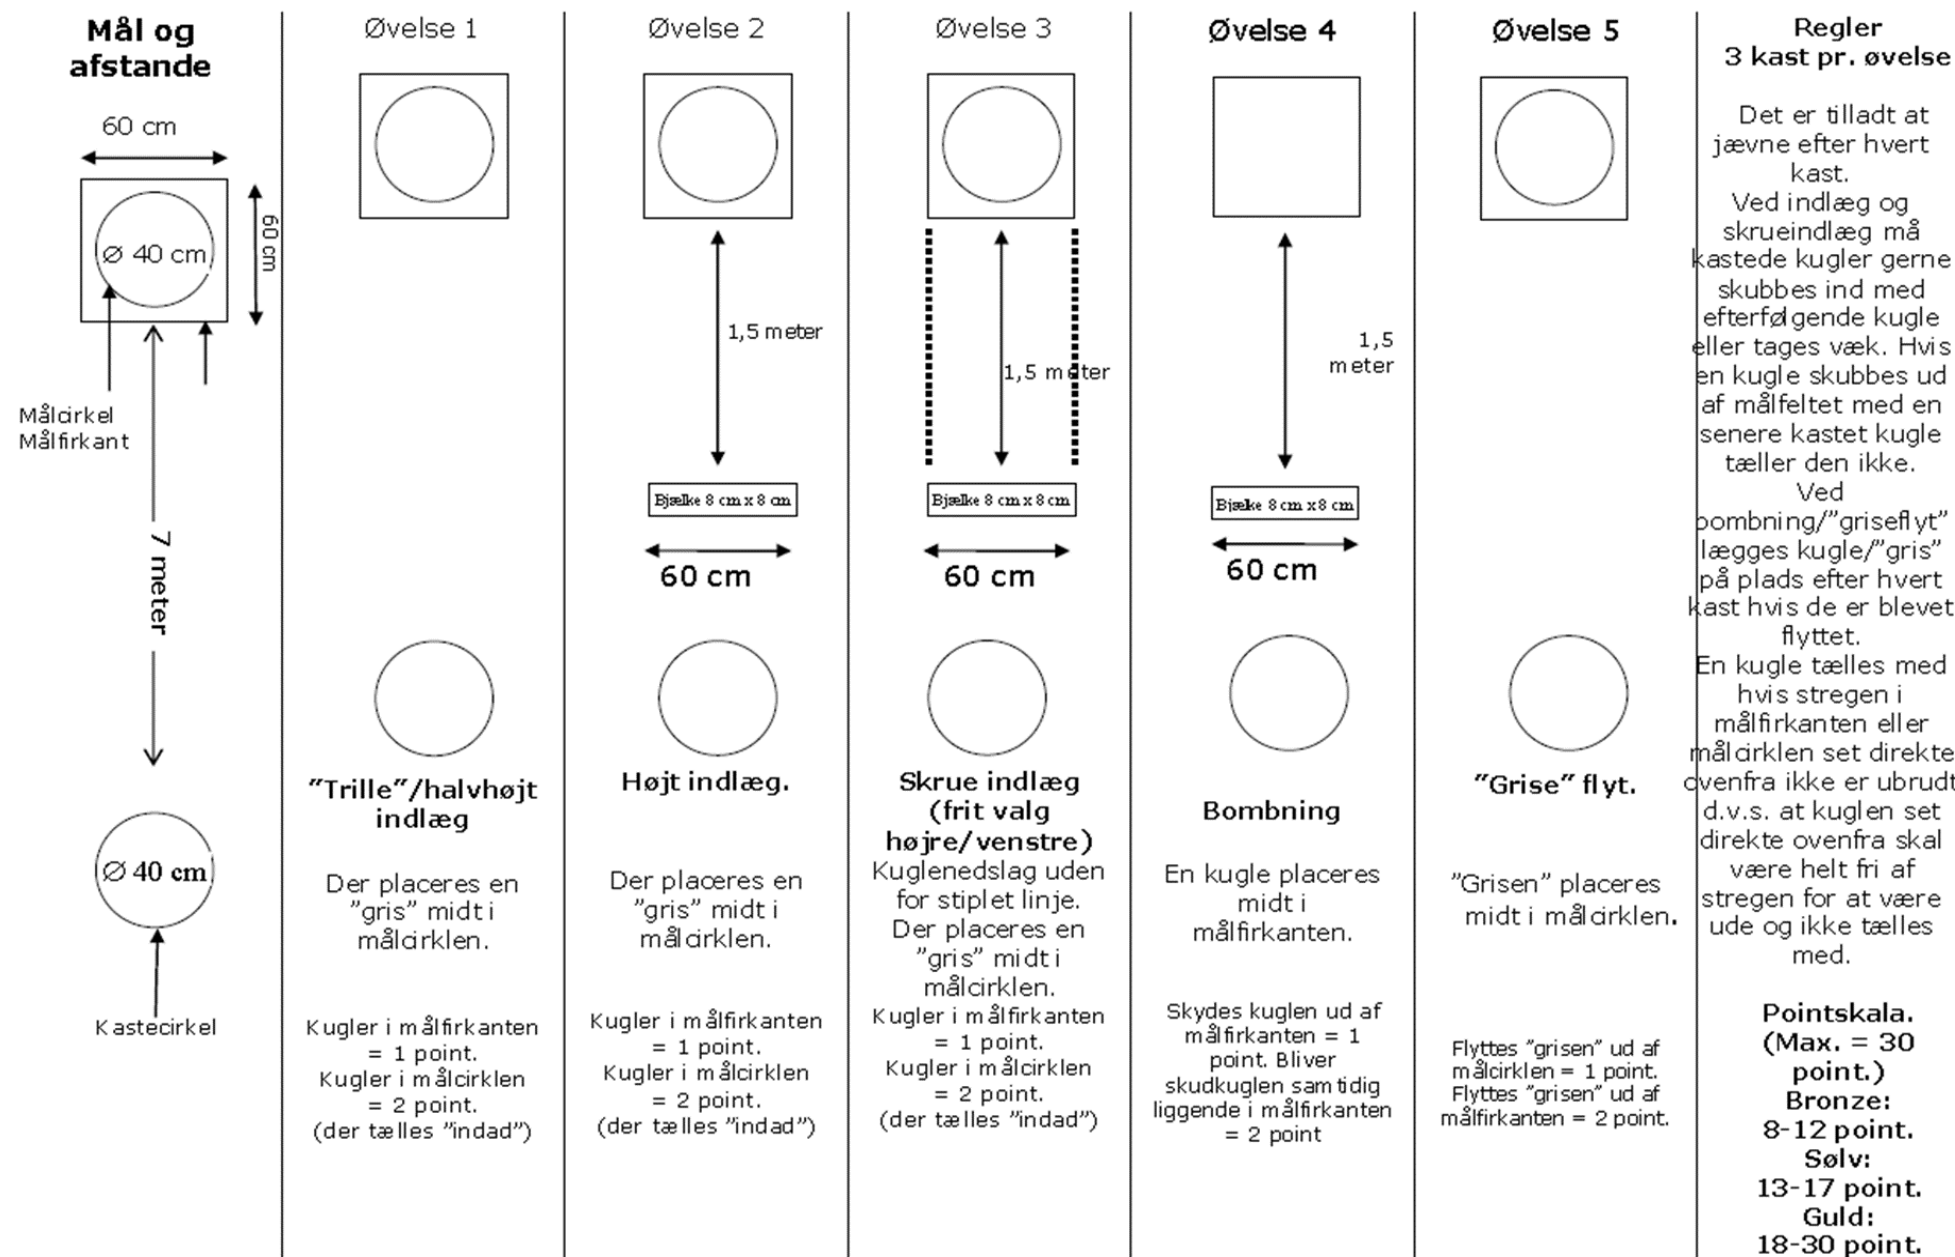 Mål og
afstande
60 cm
60 cm
Ø 40 cm
Målcirkel
Målfirkant
7 meter
Ø 40 cm
Kastecirkel
Øvelse 1
"Trille"/halvhøjt
indlæg
Der placeres en
"gris" midt i
målcirklen.
Kugler i målfirkanten
= 1 point.
Kugler i målcirklen
= 2 point.
(der tælles "indad")
Øvelse 2
1,5 meter
Bjælke 8 cm x 8 cm
60 cm
Højt indlæg.
Der placeres en
"gris" midt i
målcirklen.
Kugler i målfirkanten
= 1 point.
Kugler i målcirklen
= 2 point.
(der tælles "indad")
Øvelse 3
1,5 meter
Bjælke 8 cm x 8 cm
60 cm
Skrue indlæg
(frit valg
højre/venstre)
Kuglenedslag uden
for stiplet linje.
Der placeres en
"gris" midt i
målcirklen.
Kugler i målfirkanten
= 1 point.
Kugler i målcirklen
= 2 point.
(der tælles "indad")
Øvelse 4
1,5
meter
Bjælke 8 cm x 8 cm
60 cm
Bombning
En kugle placeres
midt i
målfirkanten.
Skydes kuglen ud af
målfirkanten = 1
point. Bliver
skudkuglen samtidig
liggende i målfirkanten
= 2 point
Øvelse 5
"Grise" flyt.
"Grisen" placeres
midt i målcirklen.
Flyttes "grisen" ud af
målcirklen = 1 point.
Flyttes "grisen" ud af
målfirkanten = 2 point.
Regler
3 kast pr. øvelse
Det er tilladt at
jævne efter hvert
kast.
Ved indlæg og
skrueindlæg må
kastede kugler gerne
skubbes ind med
efterfølgende kugle
eller tages væk. Hvis
en kugle skubbes ud
af målfeltet med en
senere kastet kugle
tæller den ikke.
Ved
bombning/"griseflyt"
lægges kugle/"gris"
på plads efter hvert
kast hvis de er blevet
flyttet.
En kugle tælles med
hvis stregen i
målfirkanten eller
målcirklen set direkte
ovenfra ikke er ubrudt
d.v.s. at kuglen set
direkte ovenfra skal
være helt fri af
stregen for at være
ude og ikke tælles
med.
Pointskala.
(Max. = 30
point.)
Bronze:
8-12 point.
Sølv:
13-17 point.
Guld:
18-30 point.